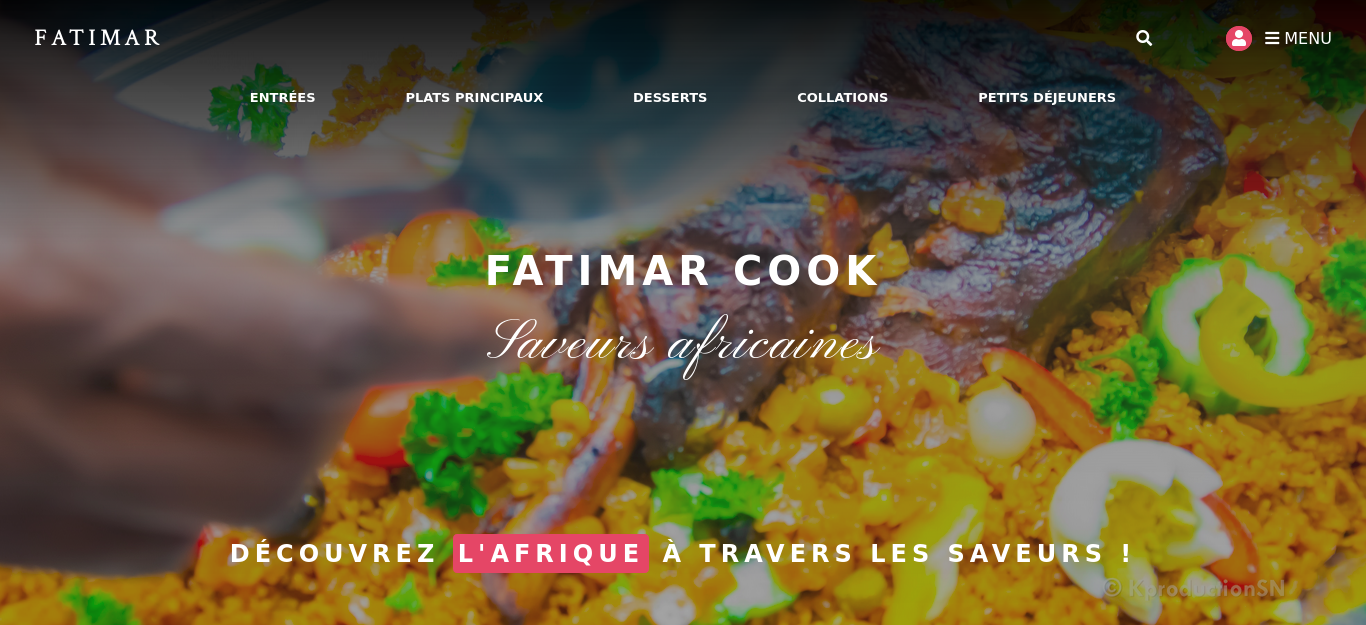 FATIMAR
MENU
ENTRÉES PLATS PRINCIPAUX DESSERTS COLLATIONS PETITS DÉJEUNERS
FATIMAR COOK
Saveurs africaines
DÉCOUVREZ L'AFRIQUE À TRAVERS LES SAVEURS !
© KproductionSN